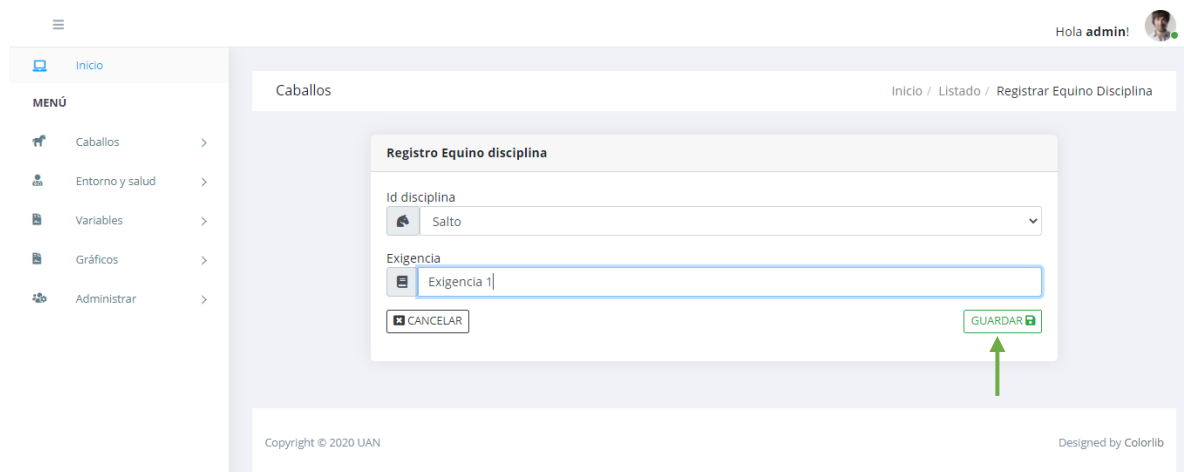 Hola admin!
Inicio
MENÚ
Caballos
Entorno y salud
Variables
Gráficos
Administrar
Caballos
Inicio / Listado / Registrar Equino Disciplina
Registro Equino disciplina
Id disciplina
Salto
Exigencia
Exigencia 1
CANCELAR
GUARDAR
Copyright © 2020 UAN
Designed by Colorlib